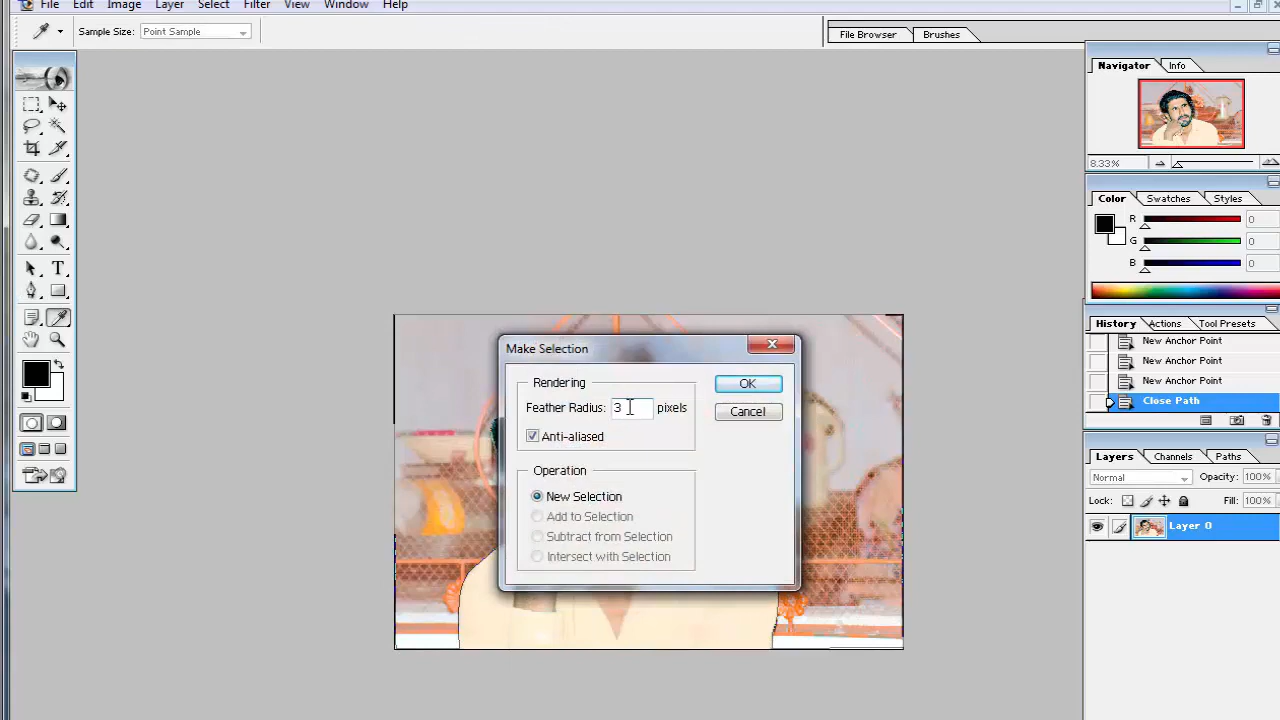 File Edit Image Layer Select Filter View Window Help
Sample Size: Point Sample
File Browser Brushes
Navigator Info
8.33%
Color Swatches Styles
R 0
G 0
B 0
History Actions Tool Presets
New Anchor Point
New Anchor Point
New Anchor Point
Close Path
Layers Channels Paths
Normal Opacity: 100%
Lock: Fill: 100%
Layer 0
Make Selection
Rendering
Feather Radius: 3 pixels
Anti-aliased
OK
Cancel
Operation
New Selection
Add to Selection
Subtract from Selection
Intersect with Selection
T